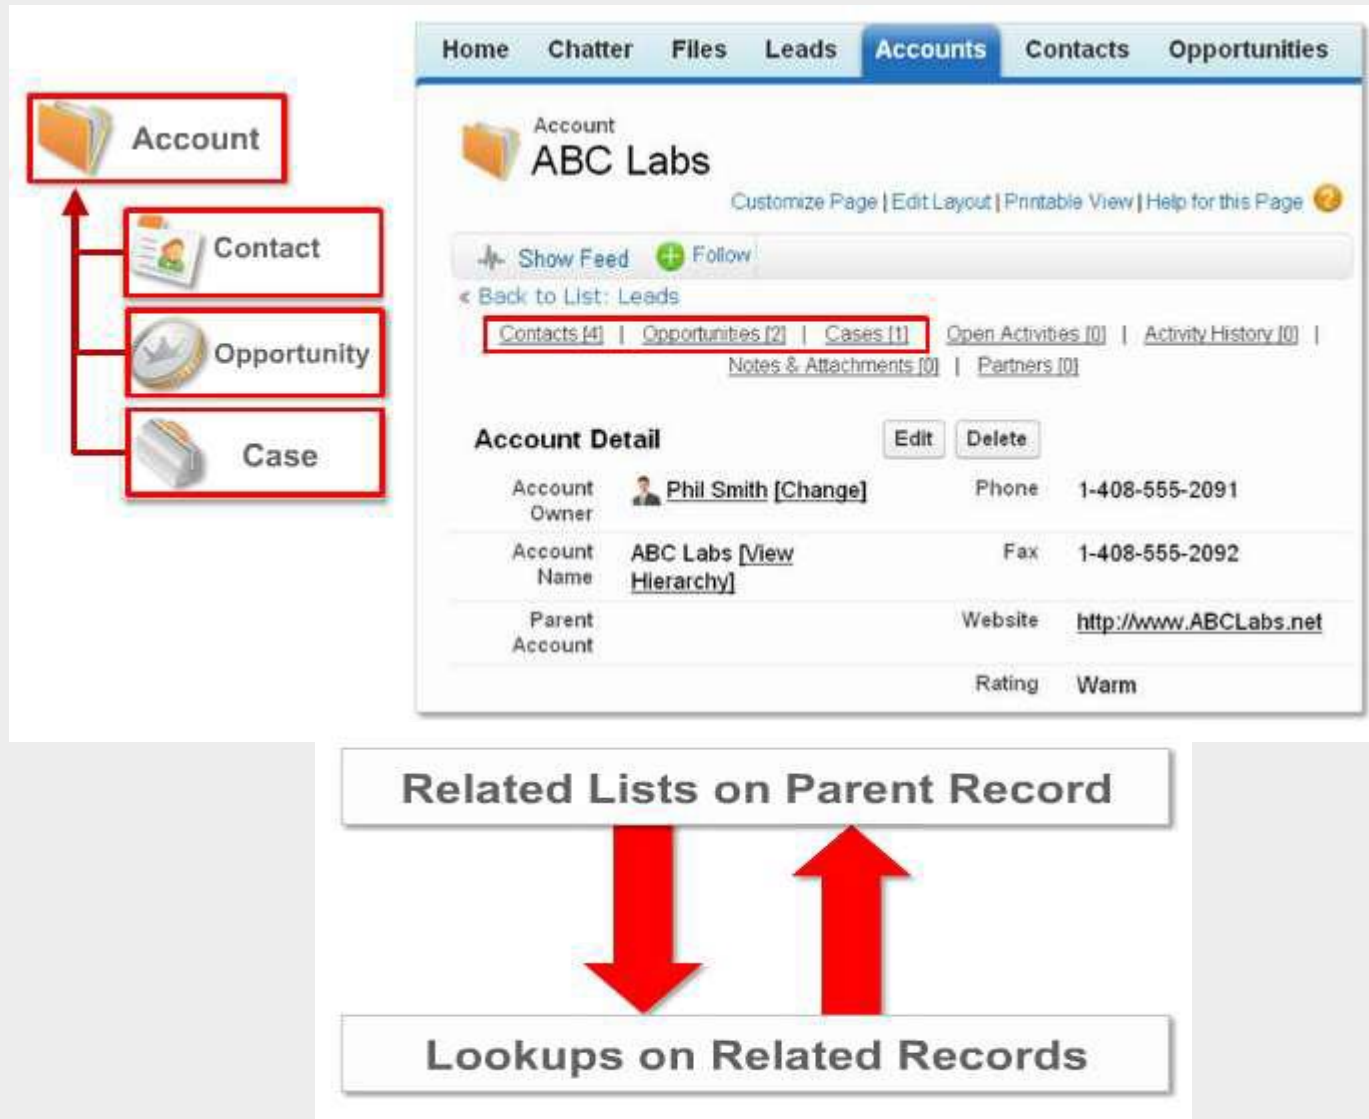 Home Chatter Files Leads Accounts Contacts Opportunities
Account
Contact
Opportunity
Case
Account
ABC Labs
Customize Page | Edit Layout | Printable View | Help for this Page
Show Feed Follow
« Back to List: Leads
Contacts [4] | Opportunities [2] | Cases [1] Open Activities [0] | Activity History [0] |
Notes & Attachments [0] | Partners [0]
Account Detail Edit Delete
Account Owner Phil Smith [Change] Phone 1-408-555-2091
Account Name ABC Labs [View Hierarchy] Fax 1-408-555-2092
Parent Account Website http://www.ABCLabs.net
Rating Warm
Related Lists on Parent Record
Lookups on Related Records